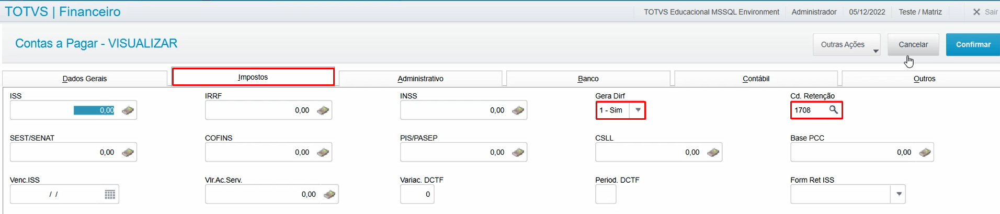 TOTVS | Financeiro
TOTVS Educacional MSSQL Environment Administrador 05/12/2022 Teste / Matriz Sair
Contas a Pagar - VISUALIZAR
Outras Ações Cancelar Confirmar
Dados Gerais Impostos Administrativo Banco Contábil Outros
ISS IRRF INSS Gera Dirf Cd. Retenção
0,00 0,00 0,00 1 - Sim 1708
SEST/SENAT COFINS PIS/PASEP CSLL Base PCC
0,00 0,00 0,00 0,00 0,00
Venc.ISS Vlr.Ac.Serv. Variac. DCTF Period. DCTF Form Ret ISS
/ / 0,00 0